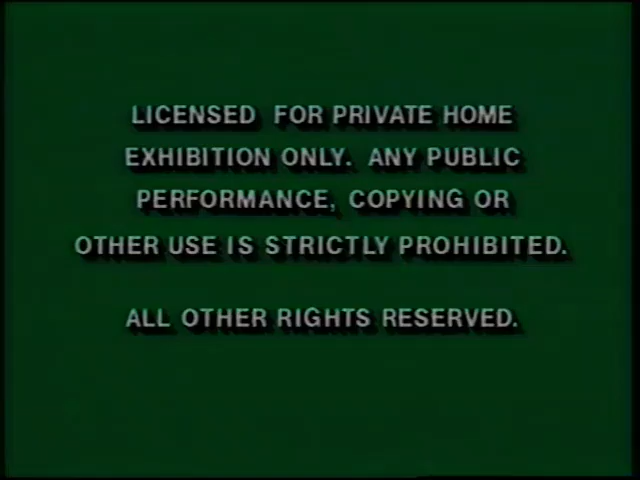 LICENSED FOR PRIVATE HOME
EXHIBITION ONLY. ANY PUBLIC
PERFORMANCE, COPYING OR
OTHER USE IS STRICTLY PROHIBITED.
ALL OTHER RIGHTS RESERVED.